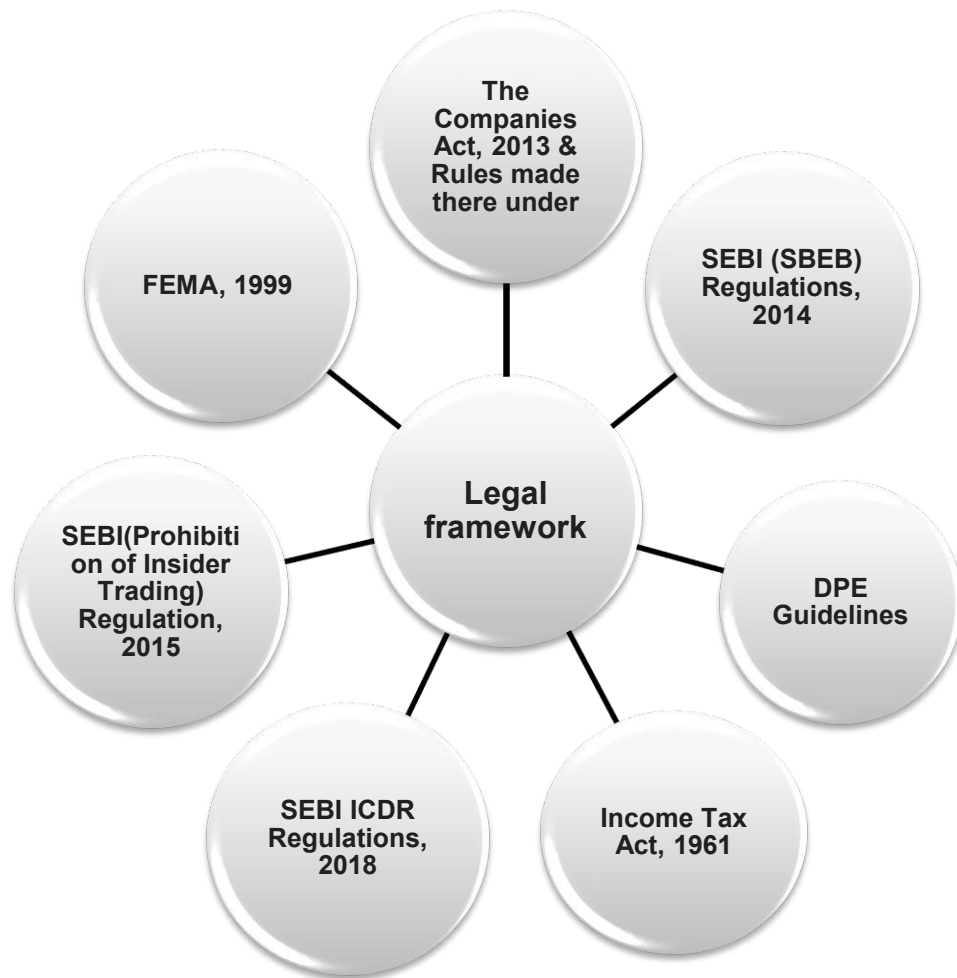 The
Companies
Act, 2013 &
Rules made
there under
SEBI (SBEB)
Regulations,
2014
DPE
Guidelines
Income Tax
Act, 1961
SEBI ICDR
Regulations,
2018
SEBI(Prohibiti
on of Insider
Trading)
Regulation,
2015
FEMA, 1999
Legal
framework